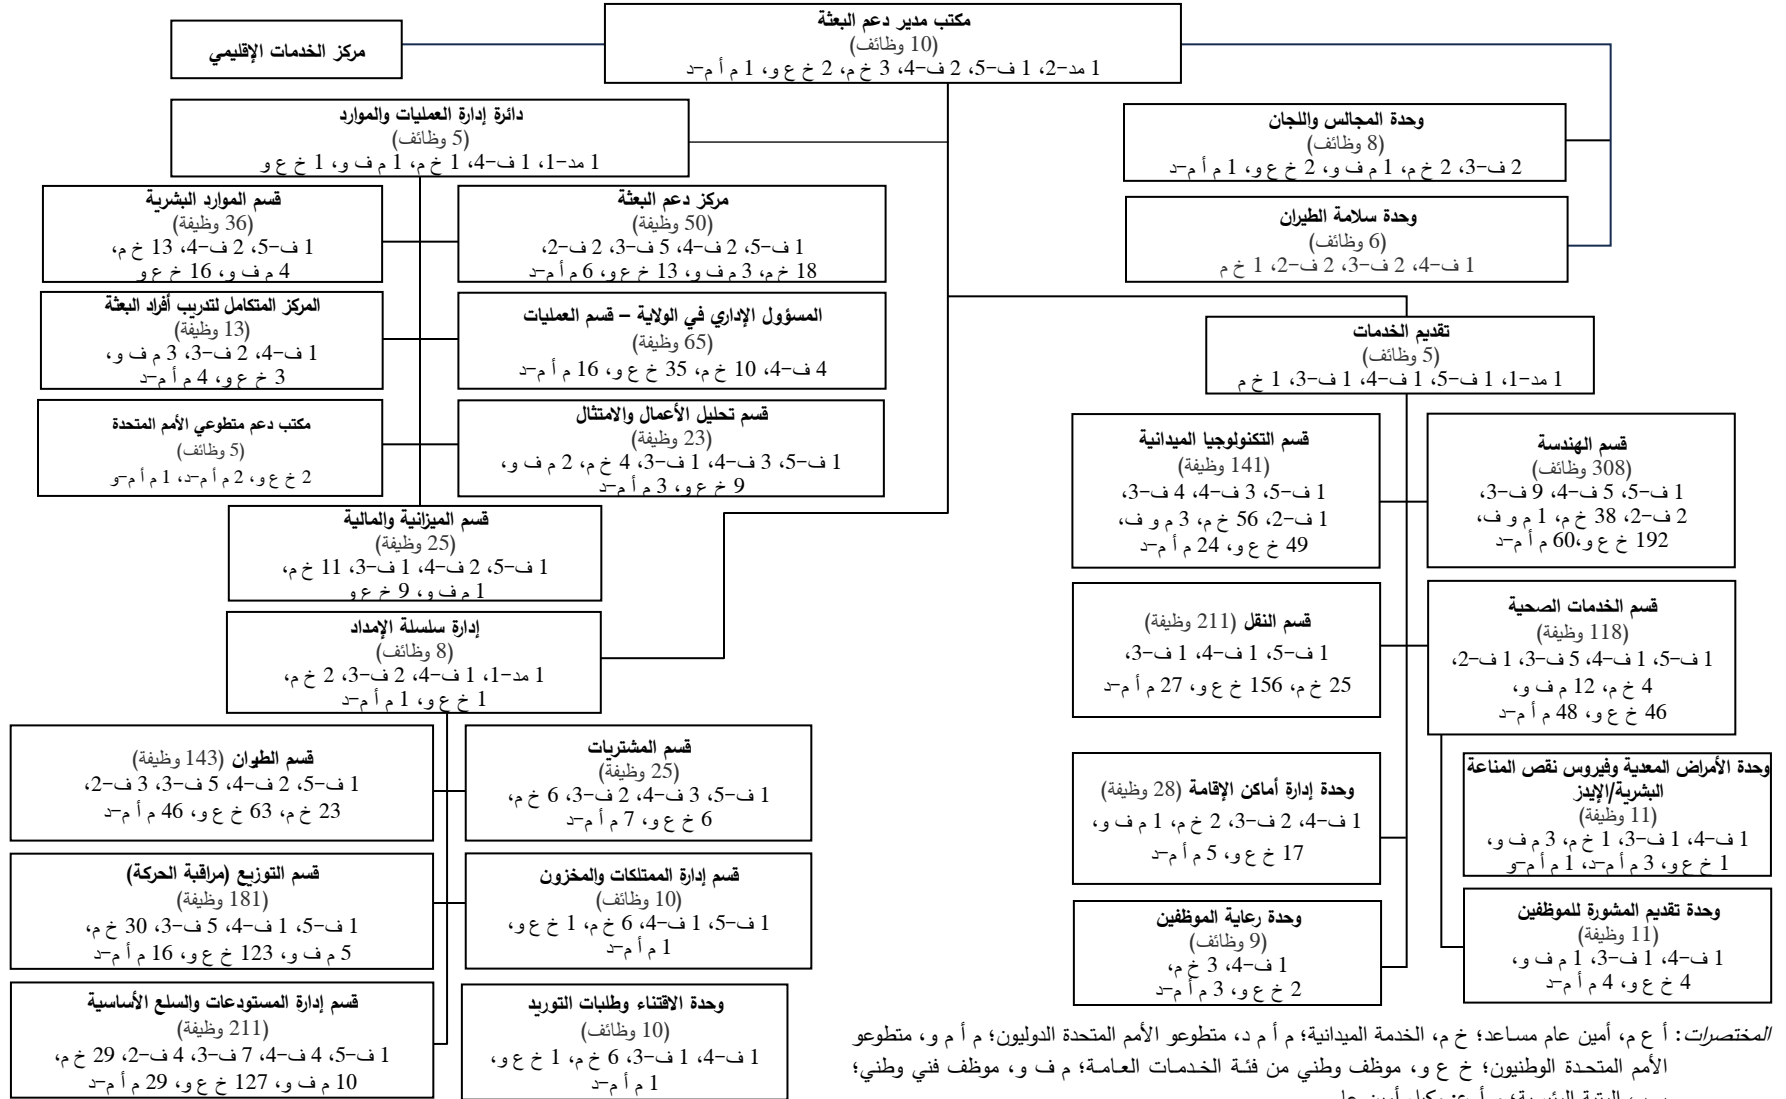 مكتب مدير دعم البعثة
(10 وظائف)
1 مد-2، 1 ف-5، 2 ف-4، 3 خ م، 2 خ ع و، 1 م أ م-د
مركز الخدمات الإقليمي
دائرة إدارة العمليات والموارد
(5 وظائف)
1 مد-1، 1 ف-4، 1 خ م، 1 م ف و، 1 خ ع و
وحدة المجالس واللجان
(8 وظائف)
2 ف-3، 2 خ م، 1 م ف و، 2 خ ع و، 1 م أ م-د
وحدة سلامة الطيران
(6 وظائف)
1 ف-4، 2 ف-3، 2 ف-2، 1 خ م
مركز دعم البعثة
(50 وظيفة)
1 ف-5، 2 ف-4، 5 ف-3، 2 ف-2،
18 خ م، 3 م ف و، 13 خ ع و، 6 م أ م-د
قسم الموارد البشرية
(36 وظيفة)
1 ف-5، 2 ف-4، 13 خ م،
4 م ف و، 16 خ ع و
المسؤول الإداري في الولاية – قسم العمليات
(65 وظيفة)
4 ف-4، 10 خ م، 35 خ ع و، 16 م أ م-د
المركز المتكامل لتدريب أفراد البعثة
(13 وظيفة)
1 ف-4، 2 ف-3، 3 م ف و،
3 خ ع و، 4 م أ م-د
قسم تحليل الأعمال والامتثال
(23 وظيفة)
1 ف-5، 3 ف-4، 1 ف-3، 4 خ م، 2 م ف و،
9 خ ع و، 3 م أ م-د
مكتب دعم متطوعي الأمم المتحدة
(5 وظائف)
2 خ ع و، 2 م أ م-د، 1 م أ م-و
قسم الميزانية والمالية
(25 وظيفة)
1 ف-5، 2 ف-4، 1 ف-3، 11 خ م،
1 م ف و، 9 خ ع و
تقديم الخدمات
(5 وظائف)
1 مد-1، 1 ف-5، 1 ف-4، 1 ف-3، 1 خ م
قسم الهندسة
(308 وظائف)
1 ف-5، 5 ف-4، 9 ف-3،
2 ف-2، 38 خ م، 1 م و ف،
192 خ ع و،60 م أ م-د
قسم التكنولوجيا الميدانية
(141 وظيفة)
1 ف-5، 3 ف-4، 4 ف-3،
1 ف-2، 56 خ م، 3 م و ف،
49 خ ع و، 24 م أ م-د
قسم الخدمات الصحية
(118 وظيفة)
1 ف-5، 1 ف-4، 5 ف-3، 1 ف-2،
4 خ م، 12 م ف و،
46 خ ع و، 48 م أ م-د
قسم النقل (211 وظيفة)
1 ف-5، 1 ف-4، 1 ف-3،
25 خ م، 156 خ ع و، 27 م أ م-د
وحدة الأمراض المعدية وفيروس نقص المناعة
البشرية/الإيدز
(11 وظيفة)
1 ف-4، 1 ف-3، 1 خ م، 3 م ف و،
1 خ ع و، 3 م أ م-د، 1 م أ م-و
وحدة إدارة أماكن الإقامة (28 وظيفة)
1 ف-4، 2 ف-3، 2 خ م، 1 م ف و،
17 خ ع و، 5 م أ م-د
وحدة تقديم المشورة للموظفين
(11 وظيفة)
1 ف-4، 1 ف-3، 1 م ف و،
4 خ ع و، 4 م أ م-د
وحدة رعاية الموظفين
(9 وظائف)
1 ف-4، 3 خ م،
2 خ ع و، 3 م أ م-د
إدارة سلسلة الإمداد
(8 وظائف)
1 مد-1، 1 ف-4، 2 ف-3، 2 خ م،
1 خ ع و، 1 م أ م-د
قسم المشتريات
(25 وظيفة)
1 ف-5، 3 ف-4، 2 ف-3، 6 خ م،
6 خ ع و، 7 م أ م-د
قسم الطيران (143 وظيفة)
1 ف-5، 2 ف-4، 5 ف-3، 3 ف-2،
23 خ م، 63 خ ع و، 46 م أ م-د
قسم إدارة الممتلكات والمخزون
(10 وظائف)
1 ف-5، 1 ف-4، 6 خ م، 1 خ ع و،
1 م أ م-د
قسم التوزيع (مراقبة الحركة)
(181 وظيفة)
1 ف-5، 1 ف-4، 5 ف-3، 30 خ م،
5 م ف و، 123 خ ع و، 16 م أ م-د
وحدة الاقتناء وطلبات التوريد
(10 وظائف)
1 ف-4، 1 ف-3، 6 خ م، 1 خ ع و،
1 م أ م-د
قسم إدارة المستودعات والسلع الأساسية
(211 وظيفة)
1 ف-5، 4 ف-4، 7 ف-3، 4 ف-2، 29 خ م،
10 م ف و، 127 خ ع و، 29 م أ م-د
المختصرات: أ ع م، أمين عام مساعد؛ خ م، الخدمة الميدانية؛ م أ م د، متطوعو الأمم المتحدة الدوليون؛ م أ م و، متطوعو
الأمم المتحدة الوطنيون؛ خ ع و، موظف وطني من فئة الخدمات العامة؛ م ف و، موظف فني وطني؛